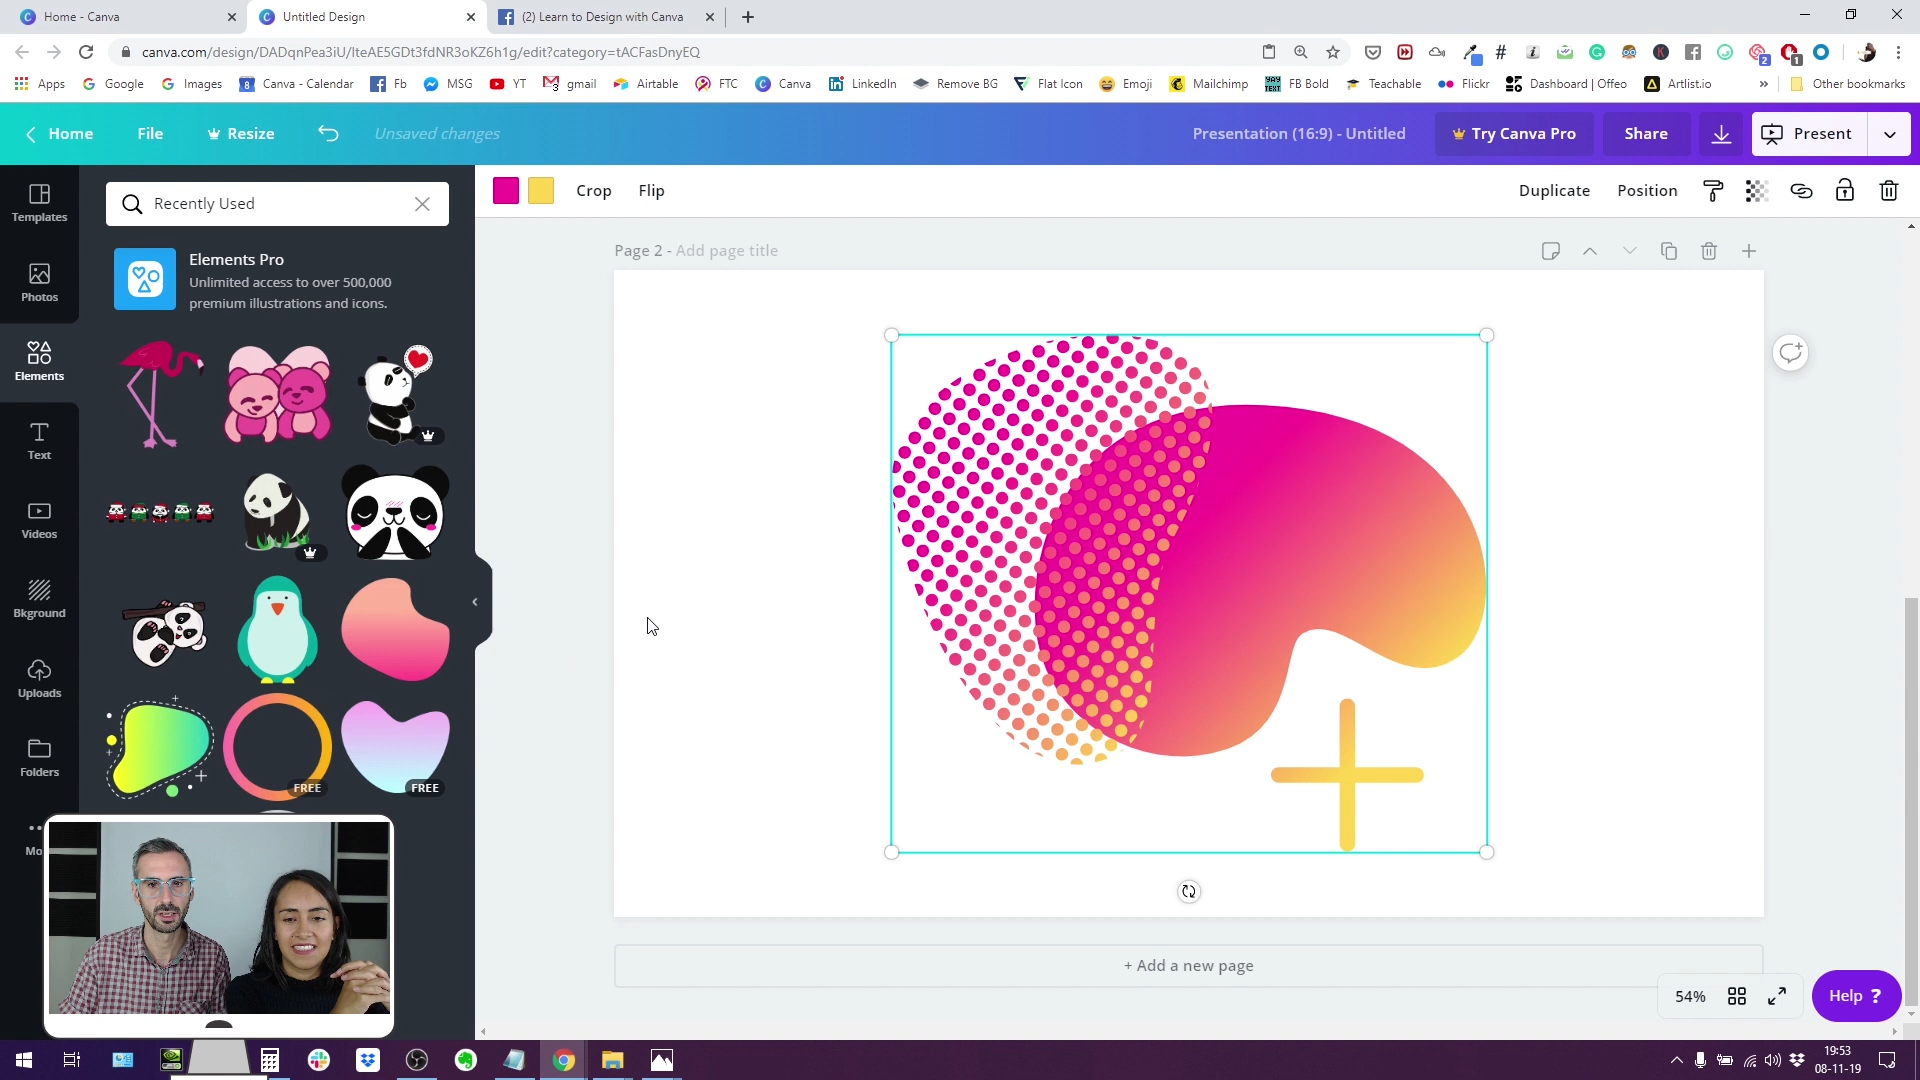 Home - Canva
Untitled Design
(2) Learn to Design with Canva
canva.com/design/DADqnPea3iU/IteAE5GDt3fdNR3oKZ6h1g/edit?category=tACFasDnyEQ
Apps
Google
Images
Canva - Calendar
Fb
MSG
YT
gmail
Airtable
FTC
Canva
LinkedIn
Remove BG
Flat Icon
Emoji
Mailchimp
FB Bold
Teachable
Flickr
Dashboard | Offeo
Artlist.io
Other bookmarks
Home
File
Resize
Unsaved changes
Presentation (16:9) - Untitled
Try Canva Pro
Share
Present
Crop
Flip
Duplicate
Position
Templates
Photos
Elements
Text
Videos
Bkground
Uploads
Folders
Mo
Recently Used
Elements Pro
Unlimited access to over 500,000
premium illustrations and icons.
FREE
FREE
Page 2 - Add page title
+ Add a new page
54%
Help ?
19:53
08-11-19